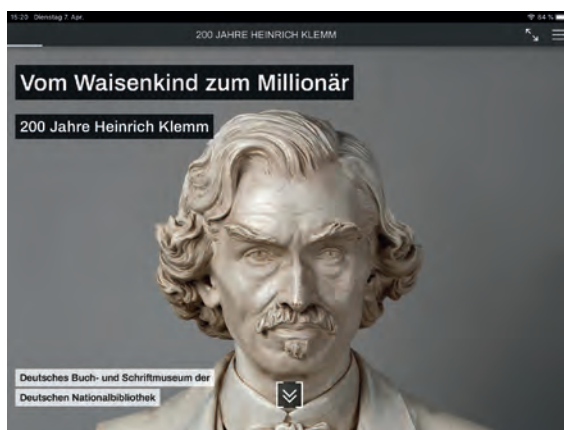 15:20 Dienstag 7. Apr.
64 %
200 JAHRE HEINRICH KLEMM
Vom Waisenkind zum Millionär
200 Jahre Heinrich Klemm
Deutsches Buch- und Schriftmuseum der
Deutschen Nationalbibliothek